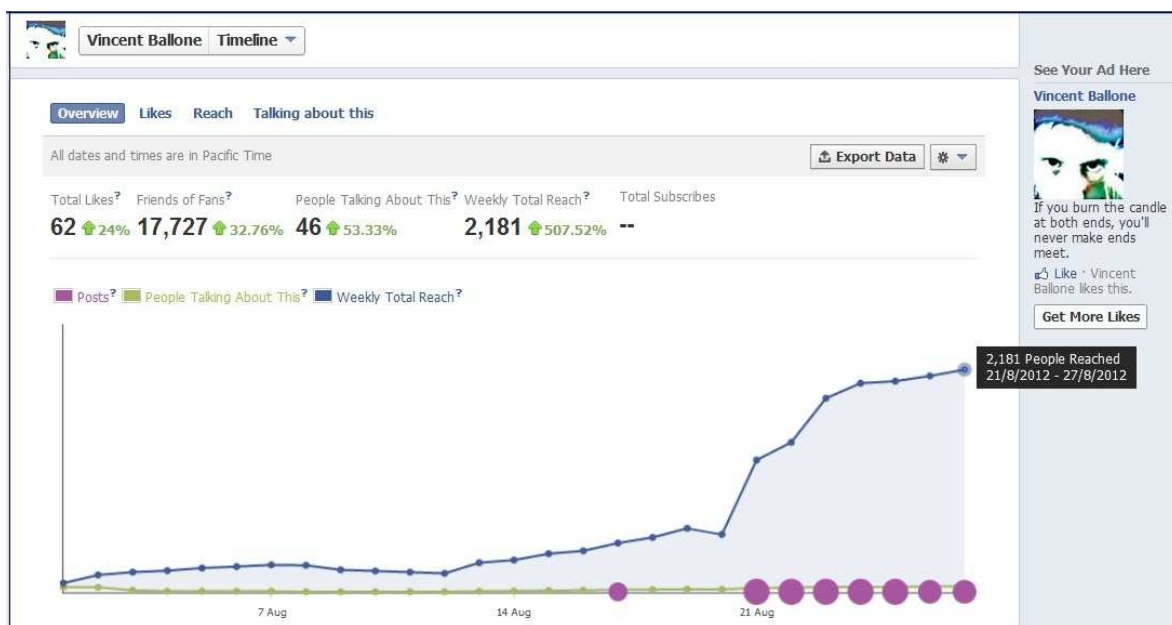 Vincent Ballone Timeline
Overview Likes Reach Talking about this
All dates and times are in Pacific Time
Export Data
Total Likes? Friends of Fans? People Talking About This? Weekly Total Reach? Total Subscribes
62 24% 17,727 32.76% 46 53.33% 2,181 507.52% --
Posts? People Talking About This? Weekly Total Reach?
2,181 People Reached
21/8/2012 - 27/8/2012
7 Aug 14 Aug 21 Aug
See Your Ad Here
Vincent Ballone
If you burn the candle
at both ends, you'll
never make ends
meet.
Like · Vincent
Ballone likes this.
Get More Likes